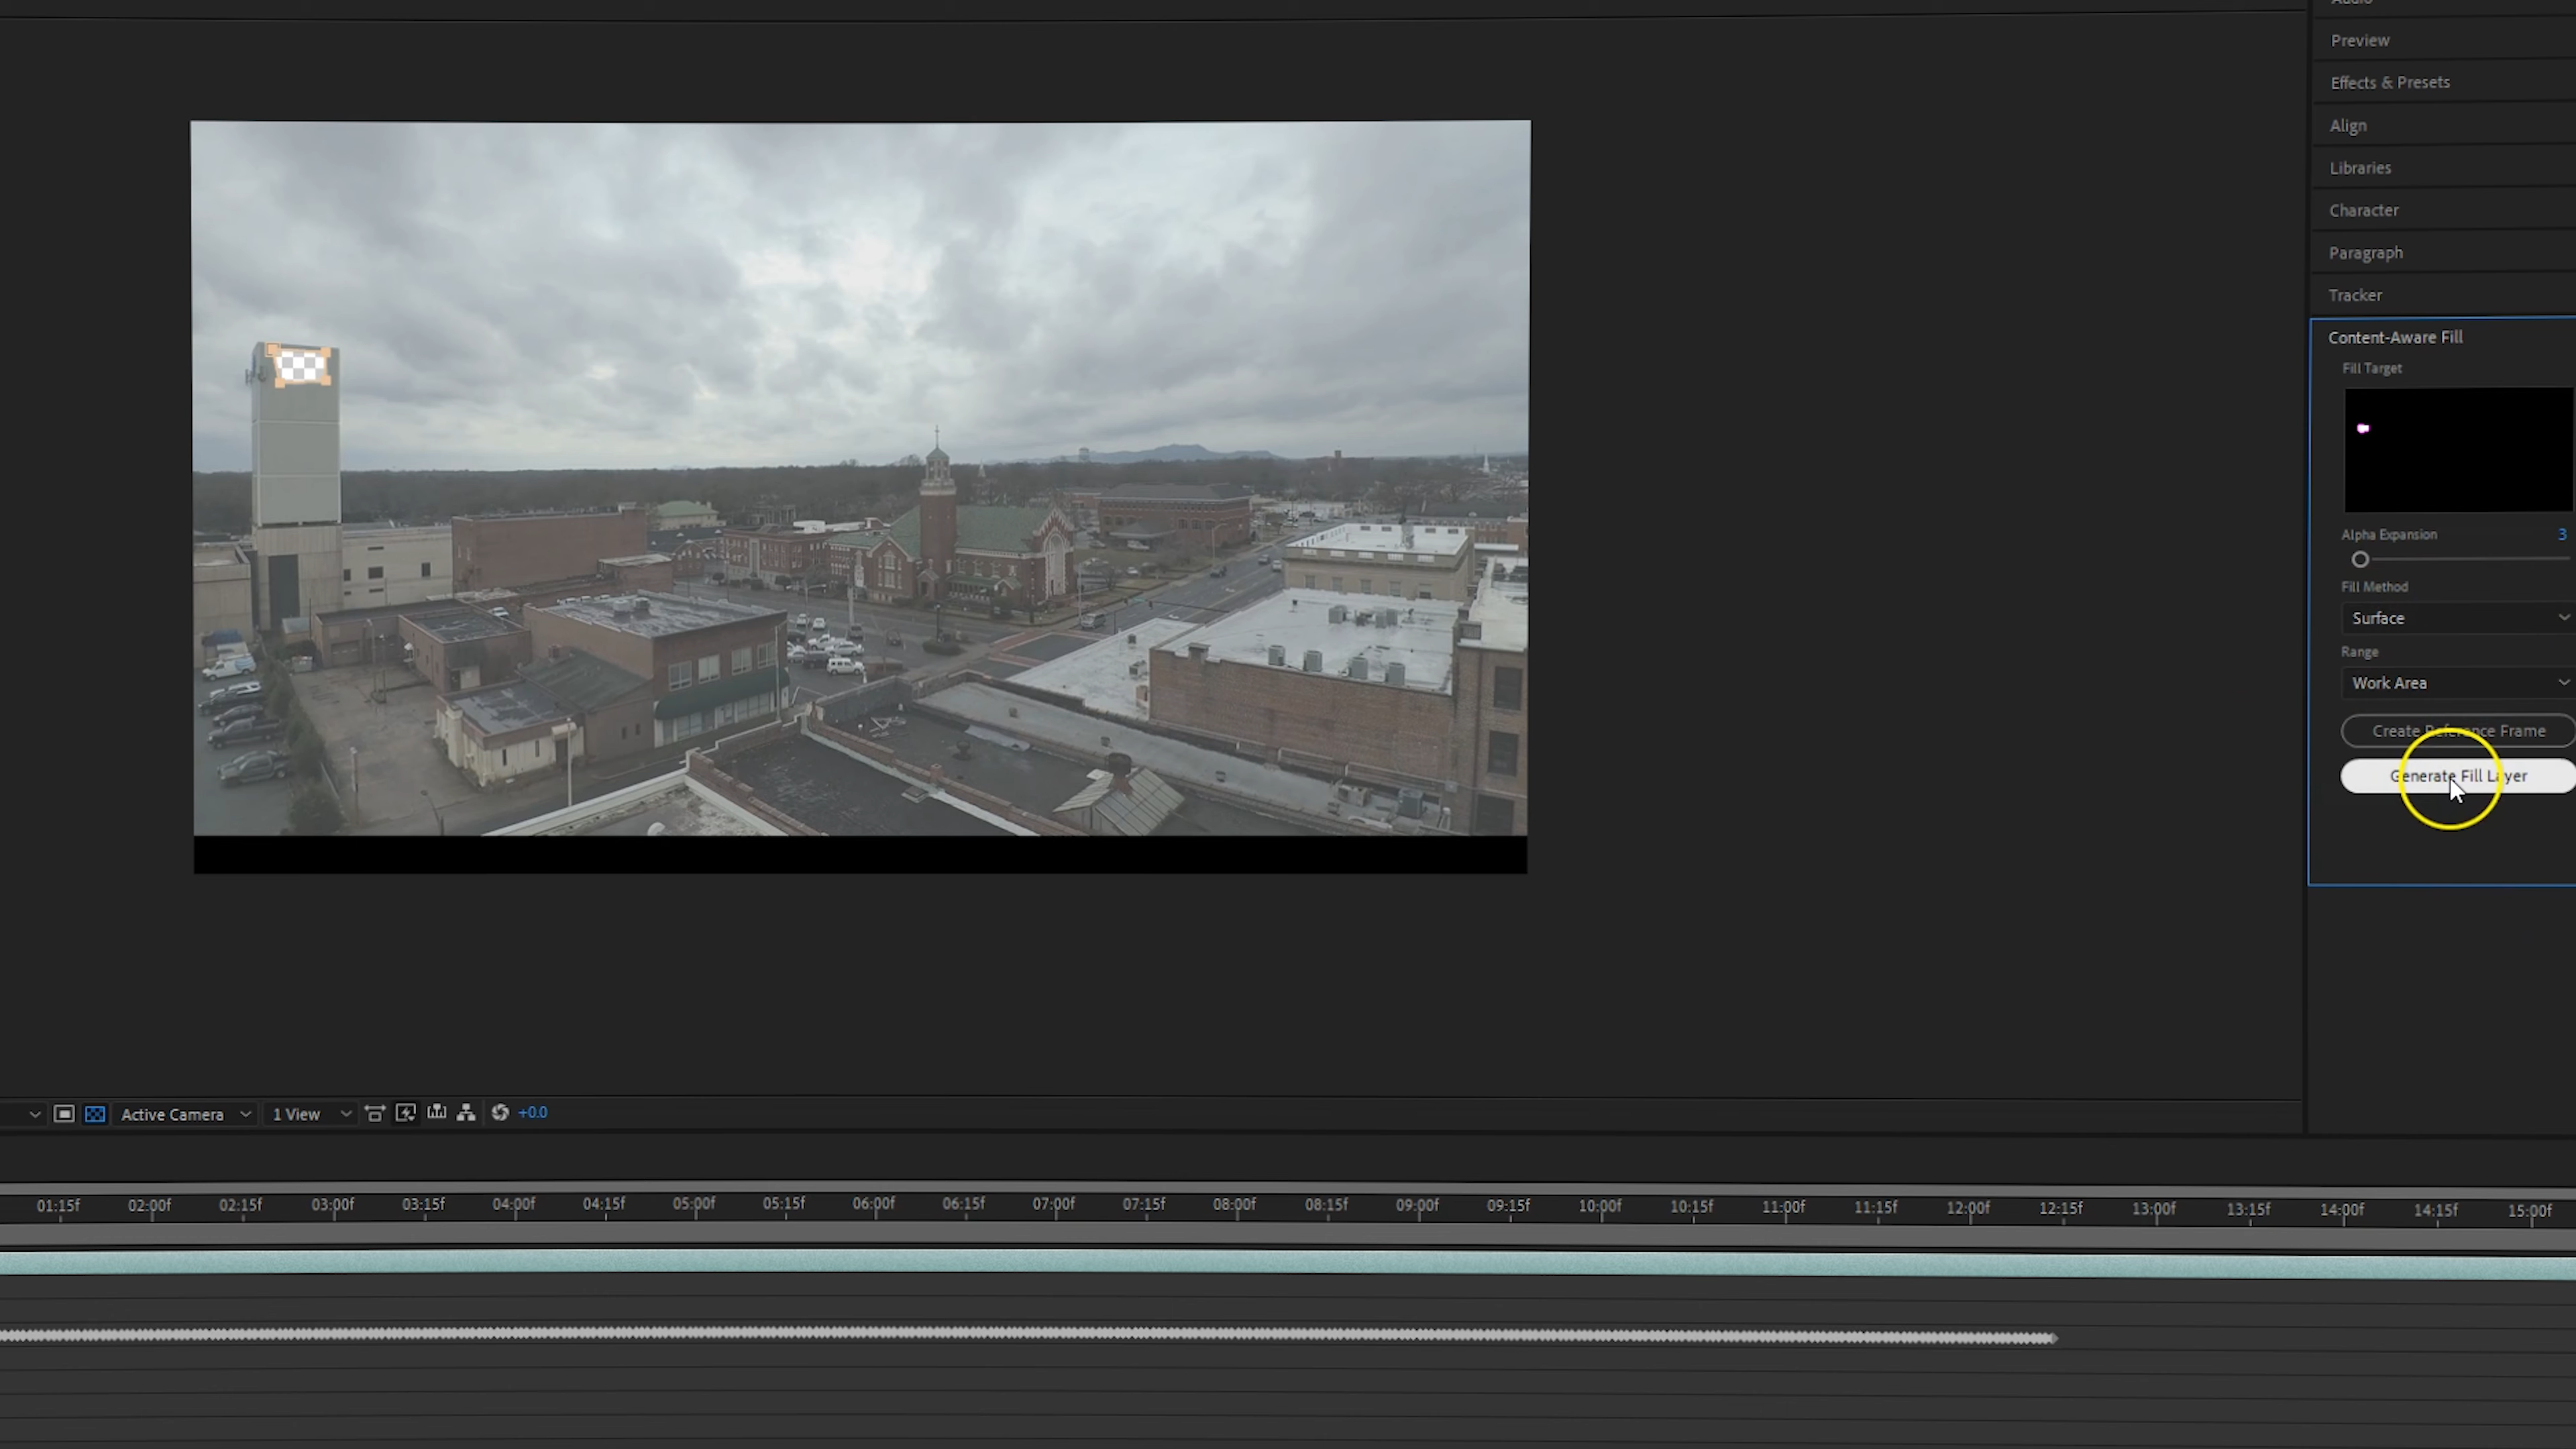 Audio
Preview
Effects & Presets
Align
Libraries
Character
Paragraph
Tracker
Content-Aware Fill
Fill Target
Alpha Expansion 3
Fill Method
Surface
Range
Work Area
Create Reference Frame
Generate Fill Layer
Active Camera 1 View +0.0
01:15f 02:00f 02:15f 03:00f 03:15f 04:00f 04:15f 05:00f 05:15f 06:00f 06:15f 07:00f 07:15f 08:00f 08:15f 09:00f 09:15f 10:00f 10:15f 11:00f 11:15f 12:00f 12:15f 13:00f 13:15f 14:00f 14:15f 15:00f